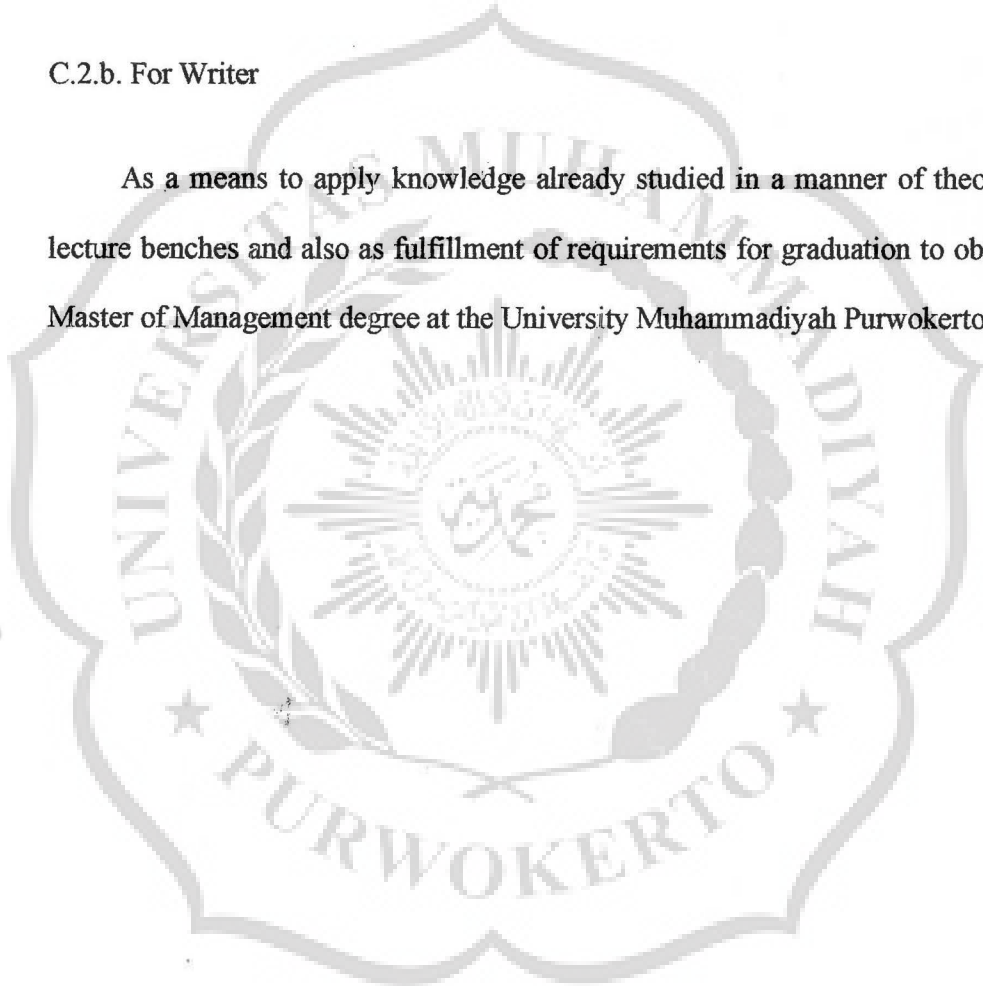 C.2.b. For Writer
As a means to apply knowledge already studied in a manner of theo
lecture benches and also as fulfillment of requirements for graduation to ob
Master of Management degree at the University Muhammadiyah Purwokerto
UNIVERSITAS MUHAMMADIYAH
PURWOKERTO